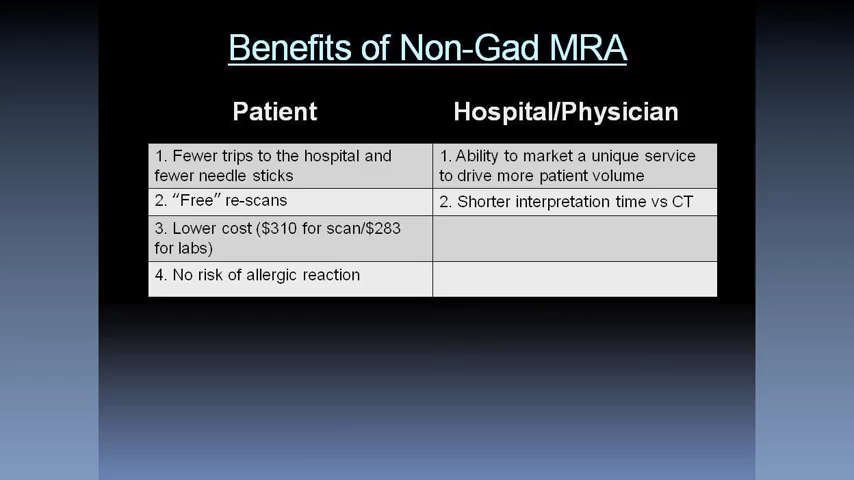 Benefits of Non-Gad MRA
Patient
Hospital/Physician
1. Fewer trips to the hospital and
fewer needle sticks
1. Ability to market a unique service
to drive more patient volume
2. “Free” re-scans
2. Shorter interpretation time vs CT
3. Lower cost ($310 for scan/$283
for labs)
4. No risk of allergic reaction